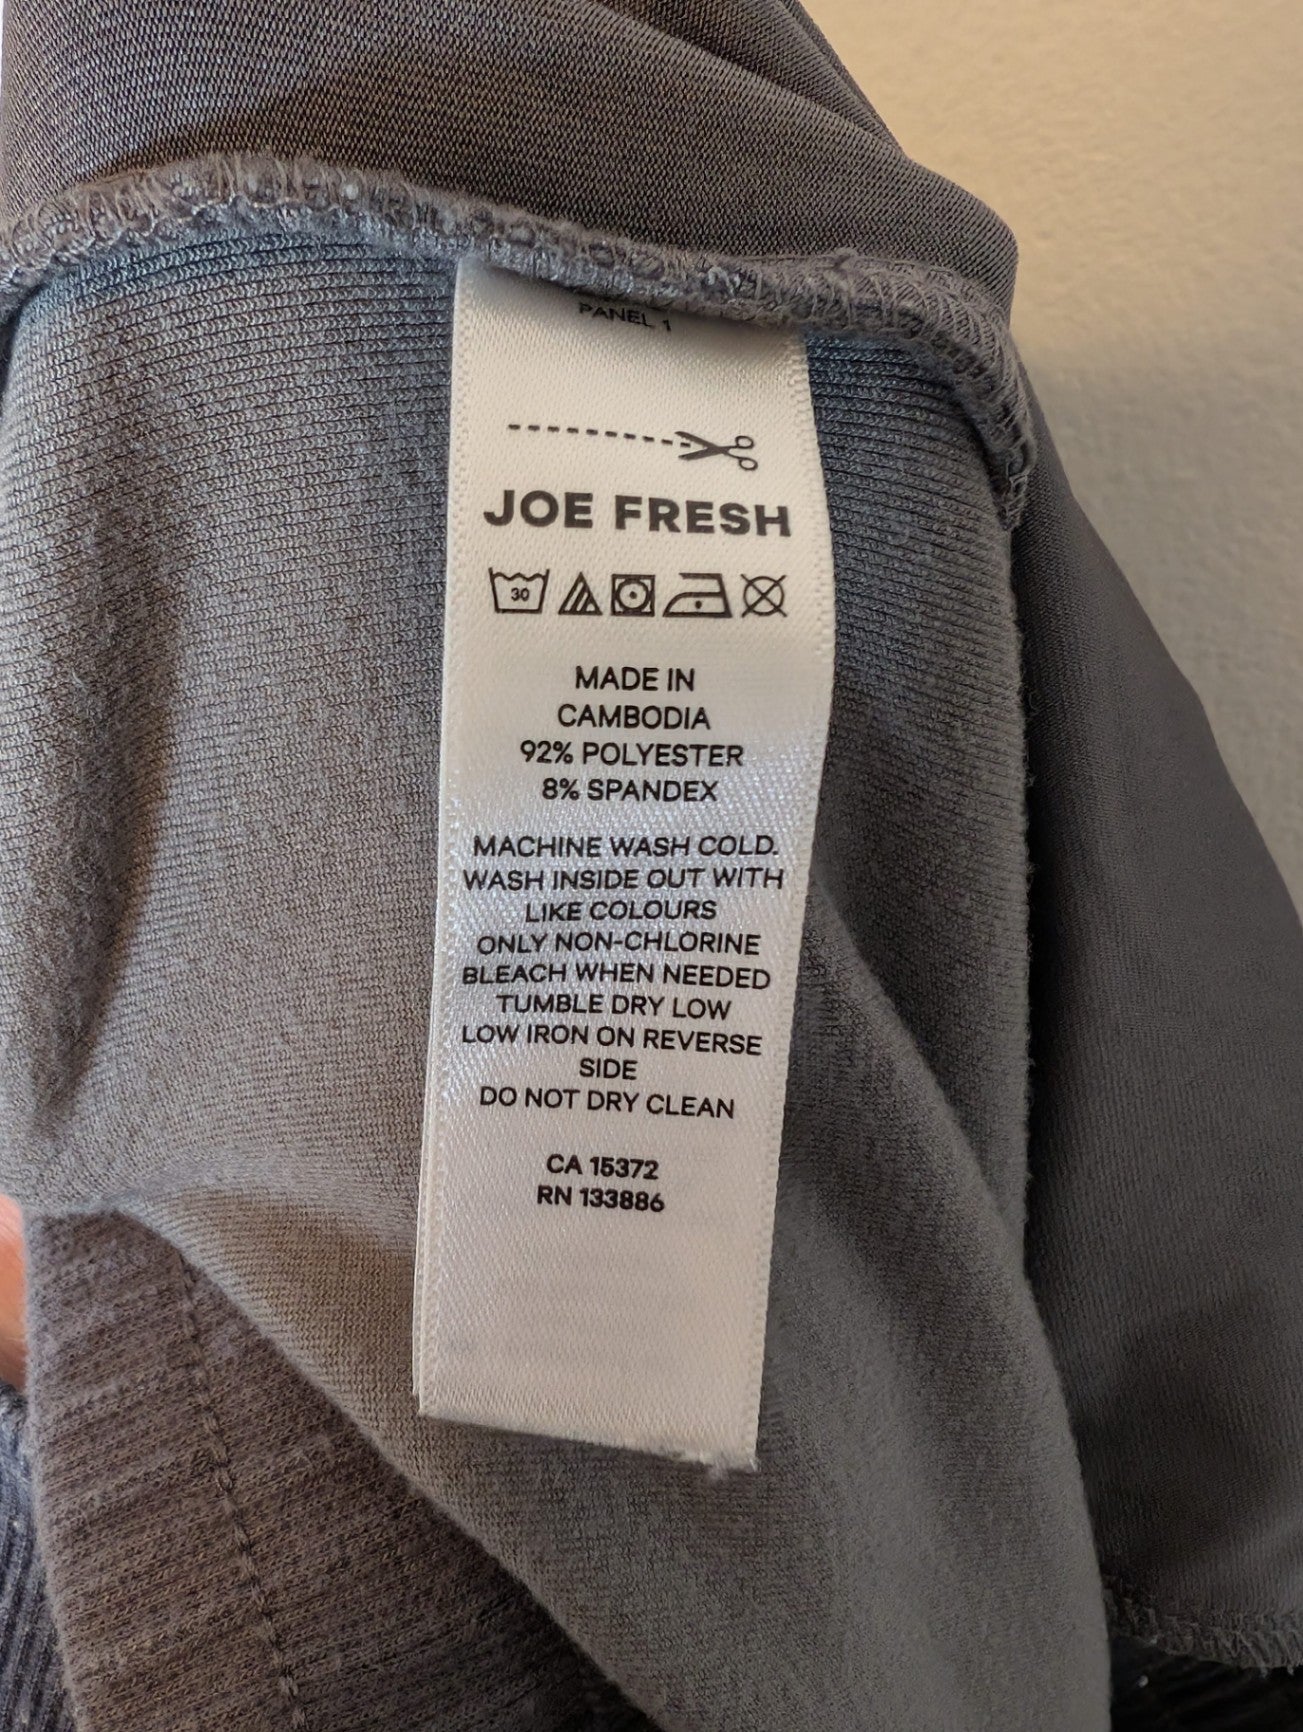 PANEL 1
JOE FRESH
30
MADE IN
CAMBODIA
92% POLYESTER
8% SPANDEX
MACHINE WASH COLD.
WASH INSIDE OUT WITH
LIKE COLOURS
ONLY NON-CHLORINE
BLEACH WHEN NEEDED
TUMBLE DRY LOW
LOW IRON ON REVERSE
SIDE
DO NOT DRY CLEAN
CA 15372
RN 133886